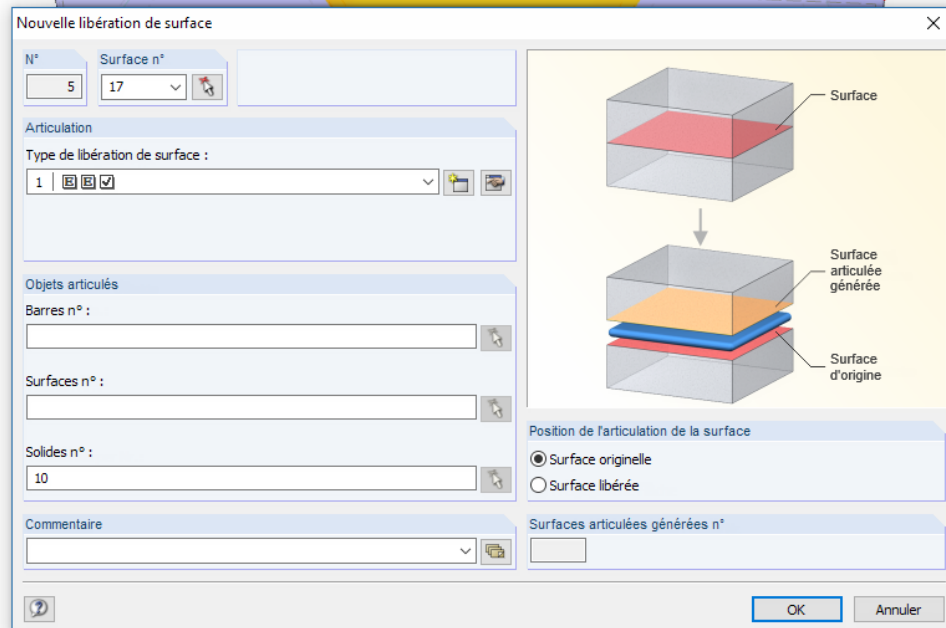 Nouvelle libération de surface
N°
Surface n°
5
17
Articulation
Type de libération de surface :
1
Objets articulés
Barres n° :
Surfaces n° :
Solides n° :
10
Commentaire
Surface
Surface
articulée
générée
Surface
d'origine
Position de l'articulation de la surface
Surface originelle
Surface libérée
Surfaces articulées générées n°
OK
Annuler